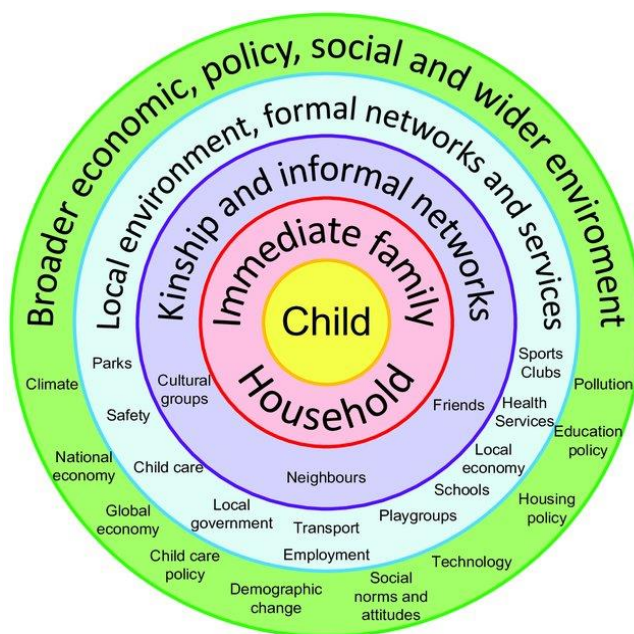 Broader economic, policy, social and wider enviroment
Local environment, formal networks and services
Kinship and informal networks
Immediate family
Child
Household
Parks
Climate
Cultural
groups
Safety
National
economy
Child care
Global
economy
Local
government
Child care
policy
Neighbours
Transport
Employment
Demographic
change
Friends
Sports
Clubs
Pollution
Health
Services
Education
policy
Local
economy
Schools
Playgroups
Housing
policy
Technology
Social
norms and
attitudes